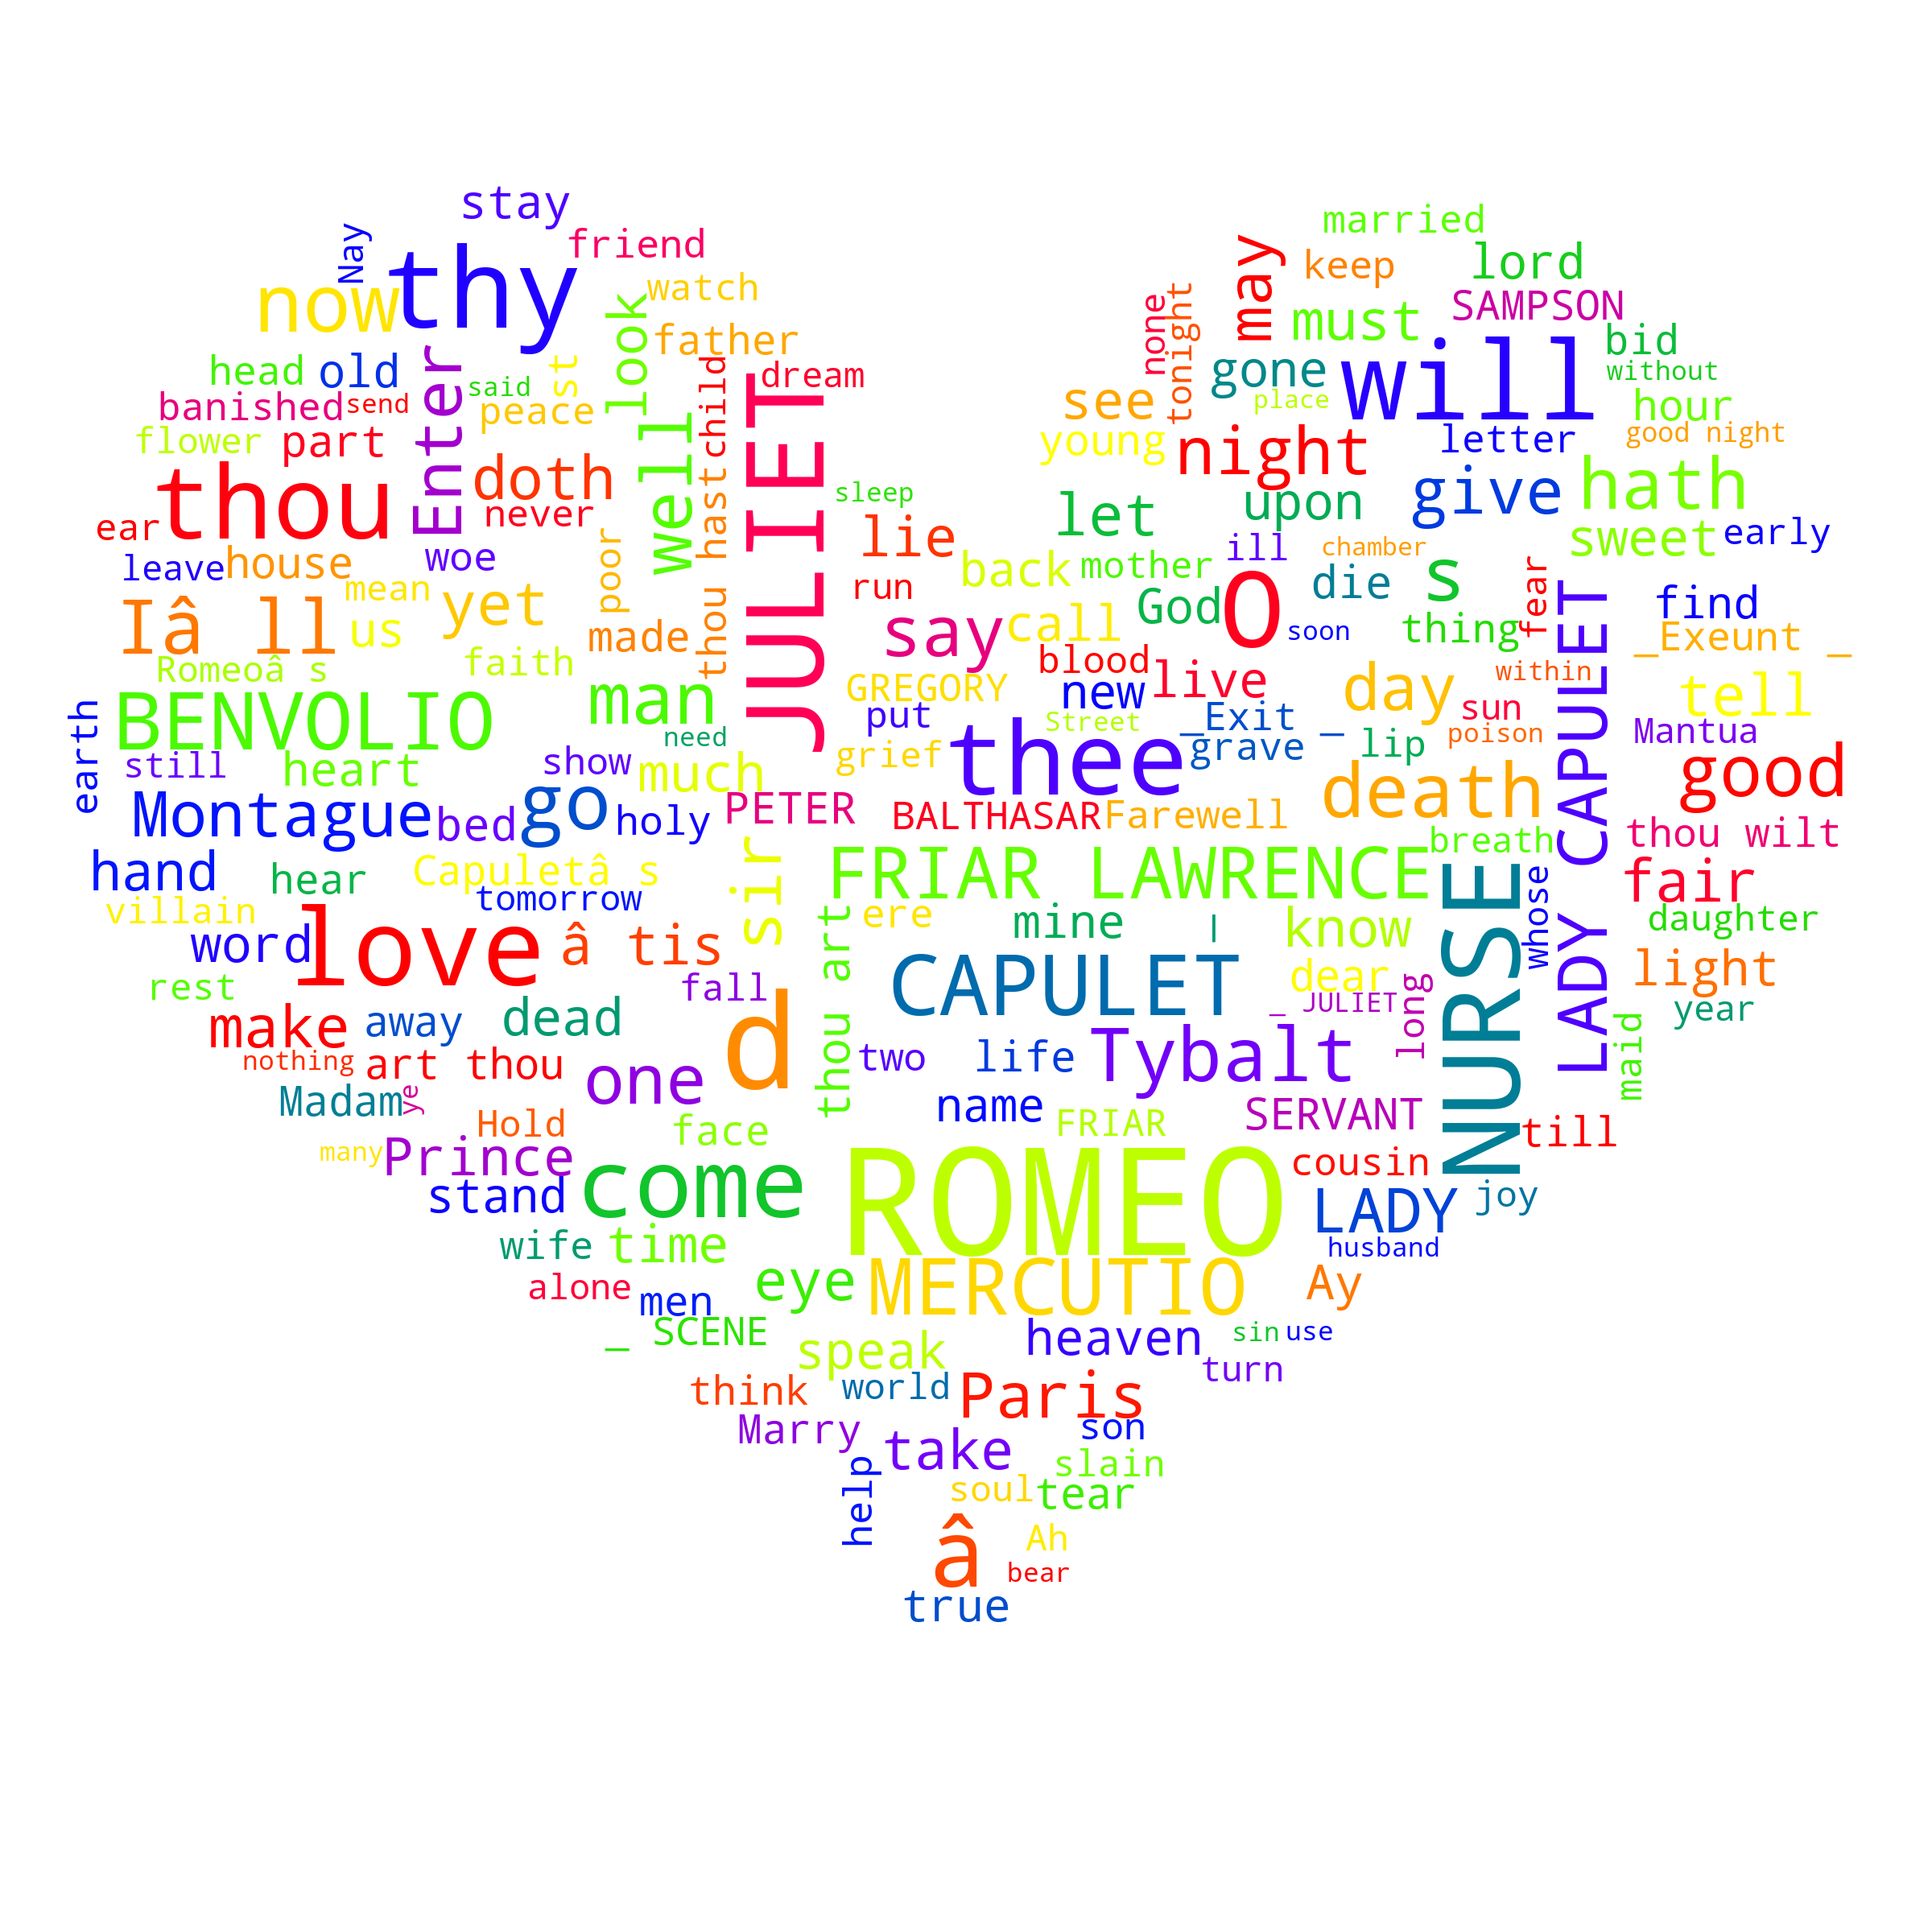 stay
Nay
friend
thy
now
watch
look
father
married
may
keep
lord
none
tonight
must
SAMPSON
head
old
Enter
said
st
child
dream
JULIET
gone
will
bid
without
banished
send
peace
see
place
hour
flower
part
well
young
night
letter
good night
thou
doth
thou hast
sleep
let
upon
give
hath
ear
never
lie
ill
chamber
sweet
early
leave
house
woe
poor
back
mother
O
die
s
fear
find
mean
yet
run
God
Iâ ll
us
made
say
call
soon
thing
LADY CAPULET
_Exeunt _
Romeoâ s
faith
blood
within
GREGORY
new
live
day
tell
BENVOLIO
man
put
Street
_Exit _
sun
Mantua
earth
need
thee
grave
lip
poison
still
heart
show
much
grief
good
Montague
bed
go
holy
PETER
BALTHASAR
Farewell
death
thou wilt
hand
hear
Capuletâ s
sir
FRIAR LAWRENCE
breath
fair
villain
tomorrow
thou art
ere
mine
I
know
NURSE
whose
daughter
word
love
â tis
CAPULET
dear
light
rest
fall
d
_ JULIET
long
year
make
away
dead
Tybalt
maid
nothing
art thou
one
two
life
Madam
ye
name
FRIAR
SERVANT
Hold
face
till
many
Prince
come
ROMEO
cousin
stand
LADY
joy
wife
time
husband
alone
men
eye
MERCUTIO
Ay
_ SCENE
speak
heaven
sin
use
turn
think
world
Paris
Marry
son
help
take
slain
soul
tear
â
Ah
bear
true